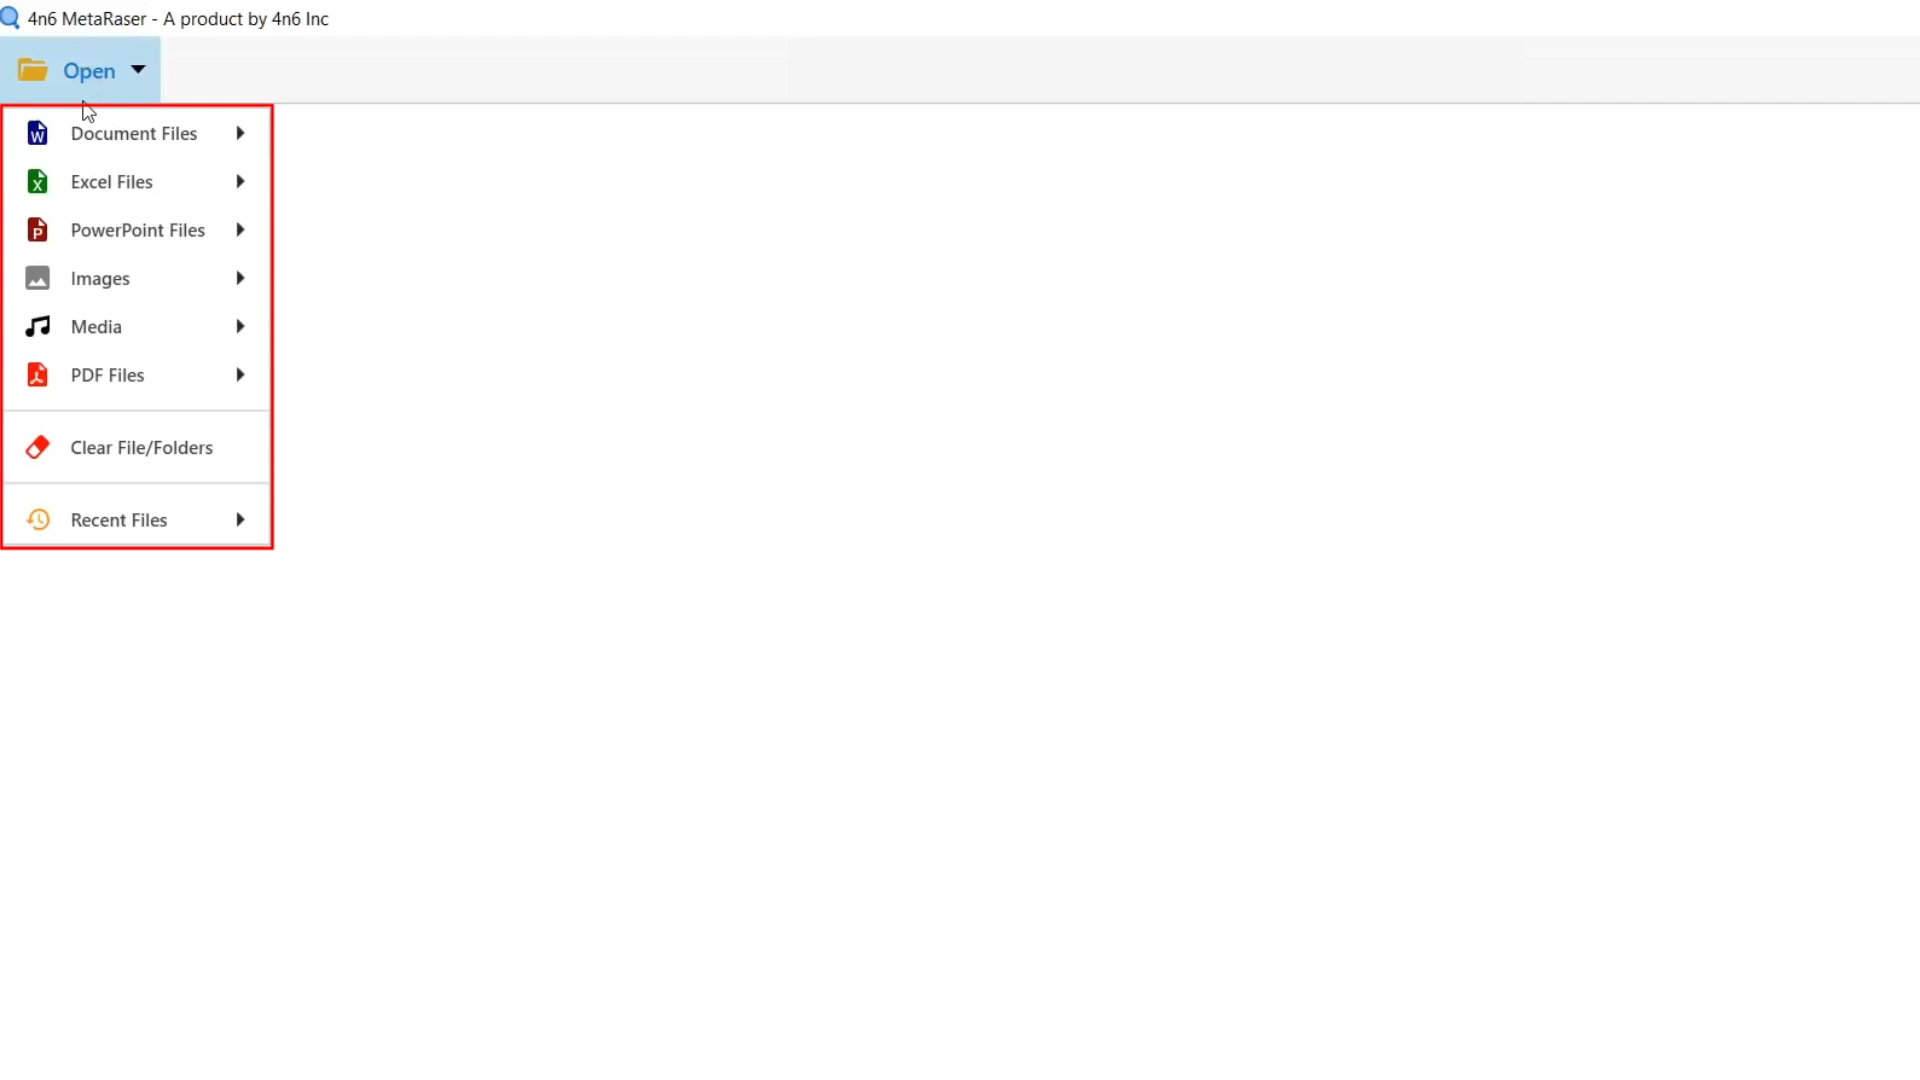 4n6 MetaRaser - A product by 4n6 Inc
Open
Document Files
Excel Files
PowerPoint Files
Images
Media
PDF Files
Clear File/Folders
Recent Files